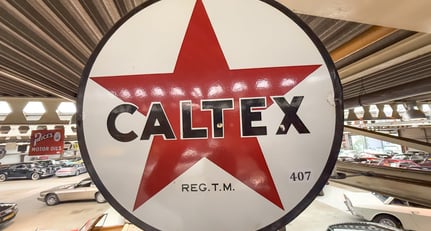 CALTEX
REG. T.M.
407
MOTOR OILS